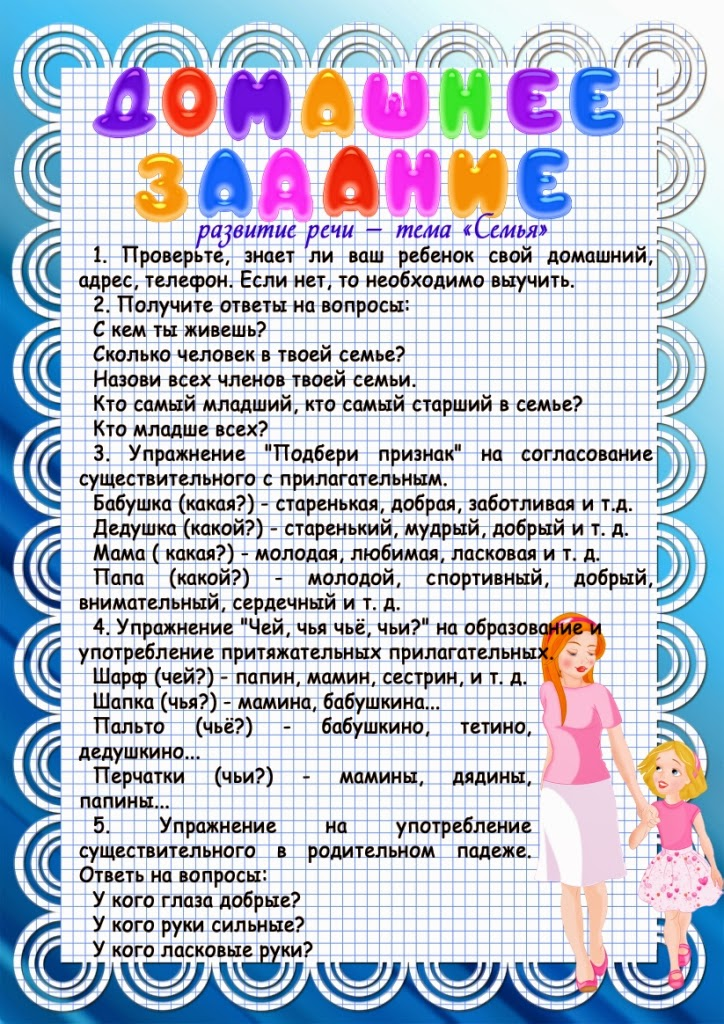 ДОМАШНЕЕ
ЗАДАНИЕ
развитие речи – тема «Семья»
1. Проверьте, знает ли ваш ребенок свой домашний,
адрес, телефон. Если нет, то необходимо выучить.
2. Получите ответы на вопросы:
С кем ты живешь?
Сколько человек в твоей семье?
Назови всех членов твоей семьи.
Кто самый младший, кто самый старший в семье?
Кто младше всех?
3. Упражнение "Подбери признак" на согласование
существительного с прилагательным.
Бабушка (какая?) - старенькая, добрая, заботливая и т.д.
Дедушка (какой?) - старенький, мудрый, добрый и т. д.
Мама ( какая?) - молодая, любимая, ласковая и т. д.
Папа (какой?) - молодой, спортивный, добрый,
внимательный, сердечный и т. д.
4. Упражнение "Чей, чья чьё, чьи?" на образование и
употребление притяжательных прилагательных.
Шарф (чей?) - папин, мамин, сестрин, и т. д.
Шапка (чья?) - мамина, бабушкина...
Пальто (чьё?) - бабушкино, тетино,
дедушкино...
Перчатки (чьи?) - мамины, дядины,
папины...
5. Упражнение на употребление
существительного в родительном падеже.
Ответь на вопросы:
У кого глаза добрые?
У кого руки сильные?
У кого ласковые руки?